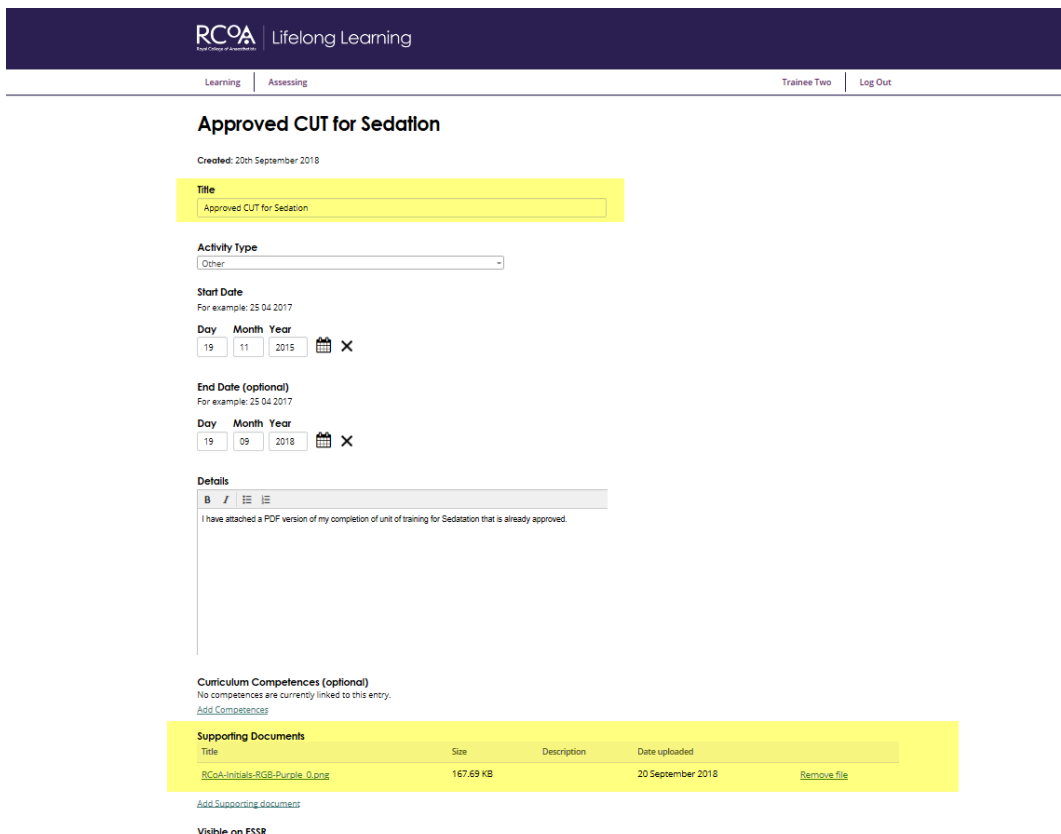 RCOA Lifelong Learning
Royal College of Anaesthetists
Learning Assessing Trainee Two Log Out
Approved CUT for Sedation
Created: 20th September 2018
Title
Approved CUT for Sedation
Activity Type
Other
Start Date
For example: 25 04 2017
Day Month Year
19 11 2015
End Date (optional)
For example: 25 04 2017
Day Month Year
19 09 2018
Details
B I
I have attached a PDF version of my completion of unit of training for Sedatation that is already approved.
Curriculum Competences (optional)
No competences are currently linked to this entry.
Add Competences
Supporting Documents
Title Size Description Date uploaded
RCoA-Initials-RGB-Purple_0.png 167.69 KB 20 September 2018 Remove file
Add Supporting document
Visible on ESSR